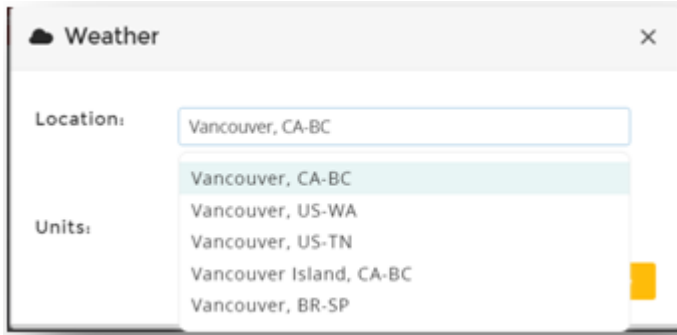 Weather
Location:
Vancouver, CA-BC
Vancouver, CA-BC
Vancouver, US-WA
Units:
Vancouver, US-TN
Vancouver Island, CA-BC
Vancouver, BR-SP